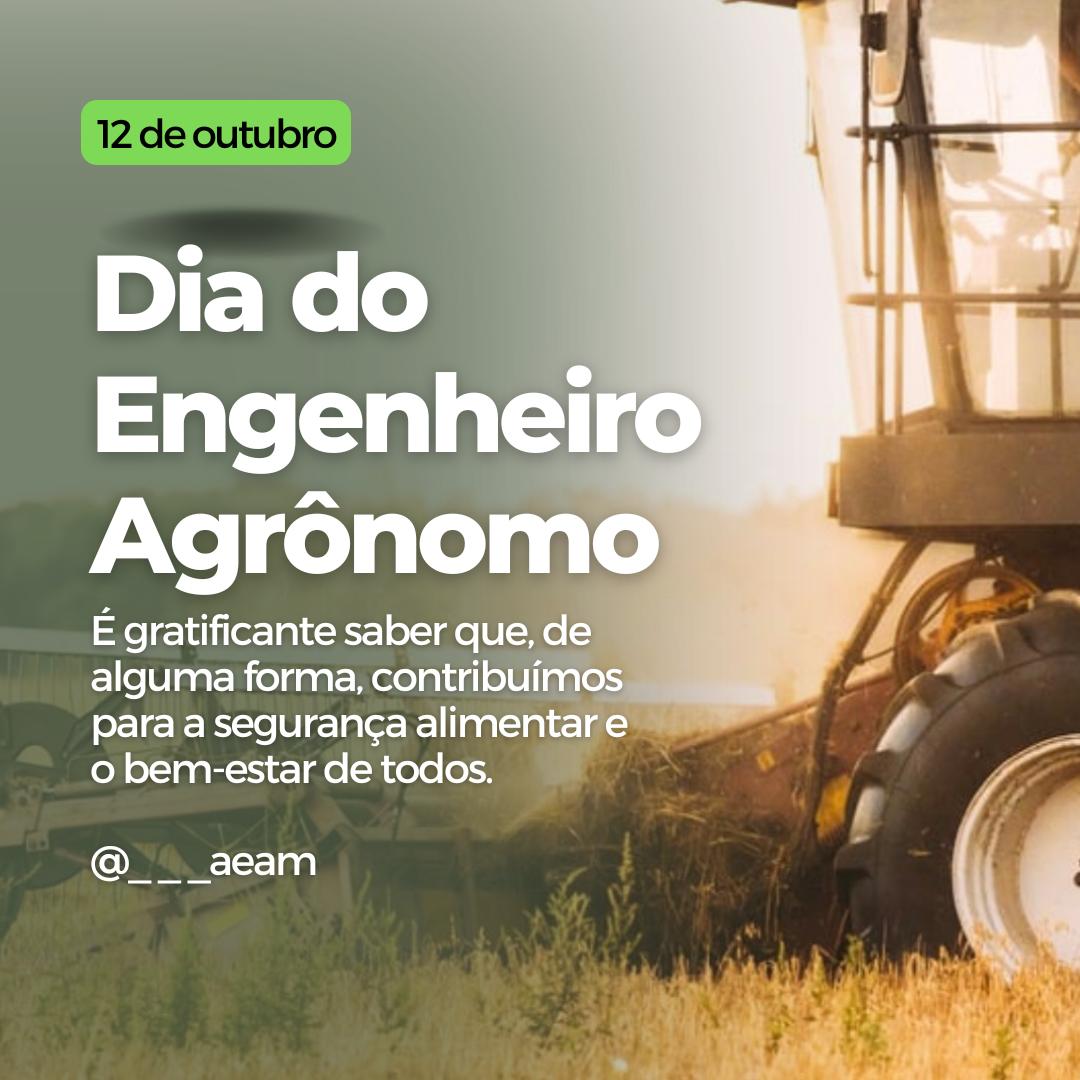 12 de outubro
Dia do
Engenheiro
Agrônomo
É gratificante saber que, de
alguma forma, contribuímos
para a segurança alimentar e
o bem-estar de todos.
@___aeam